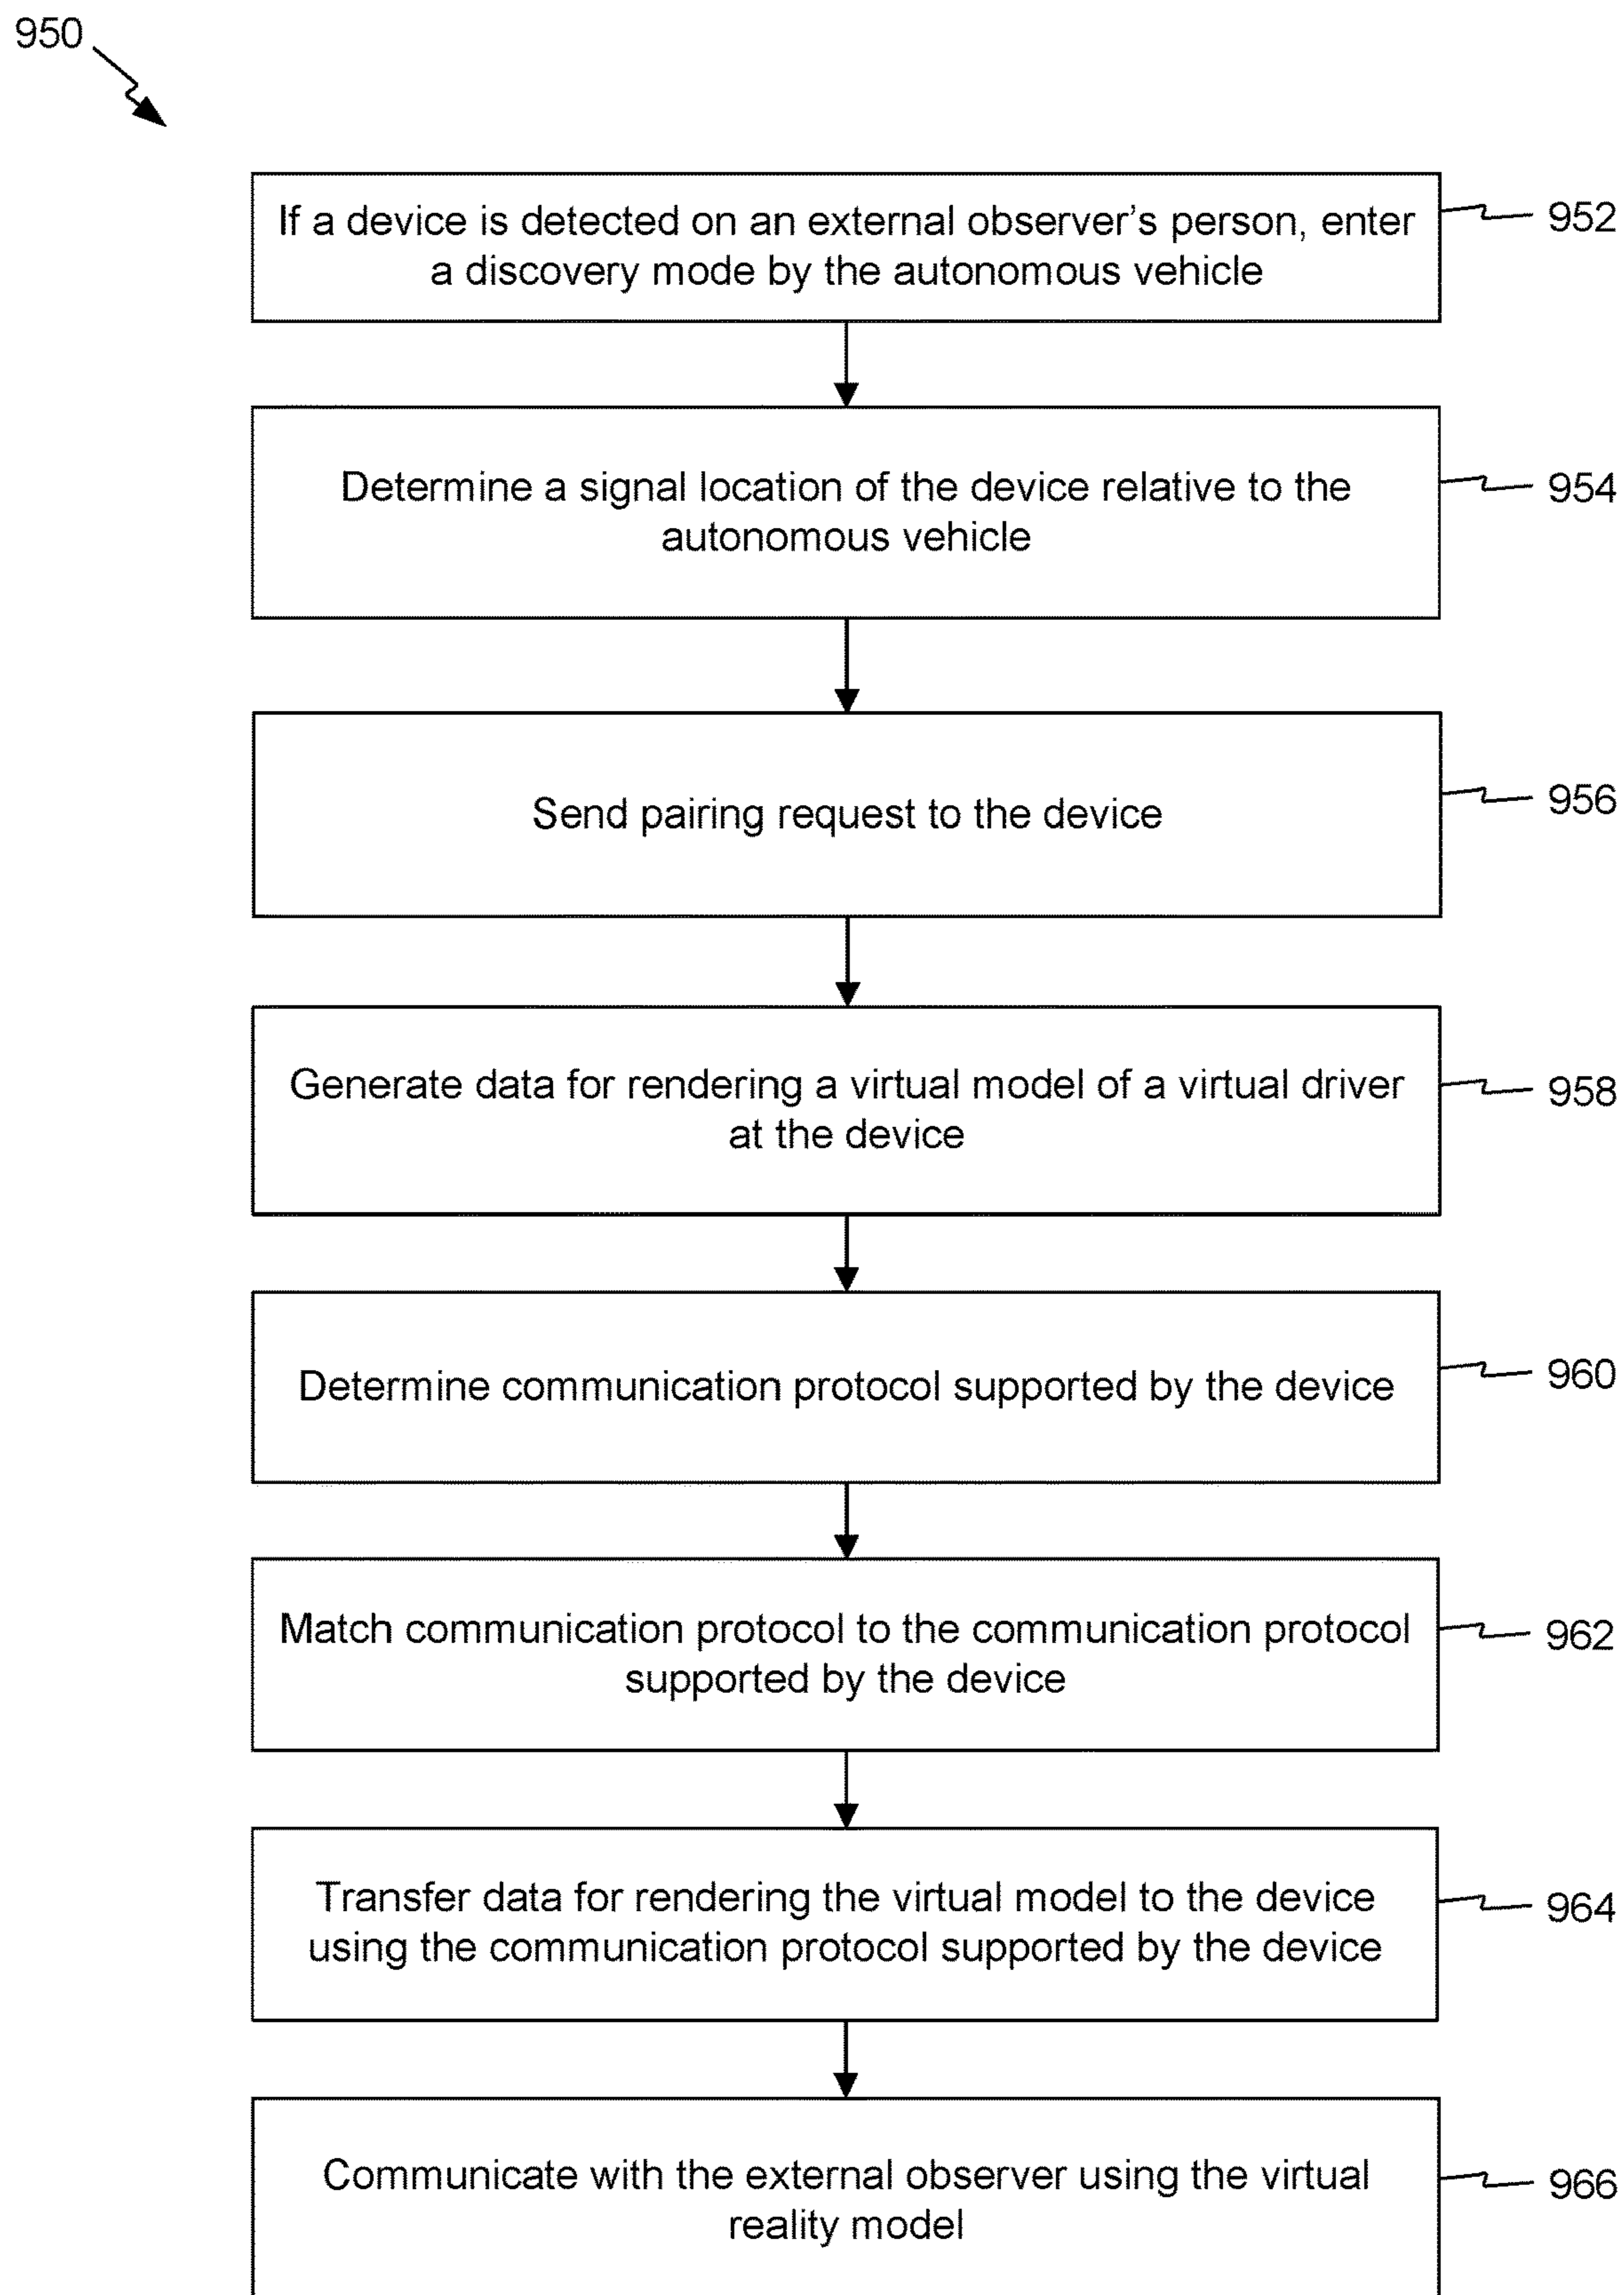 950
If a device is detected on an external observer's person, enter
a discovery mode by the autonomous vehicle
952
Determine a signal location of the device relative to the
autonomous vehicle
954
Send pairing request to the device
956
Generate data for rendering a virtual model of a virtual driver
at the device
958
Determine communication protocol supported by the device
960
Match communication protocol to the communication protocol
supported by the device
962
Transfer data for rendering the virtual model to the device
using the communication protocol supported by the device
964
Communicate with the external observer using the virtual
reality model
966